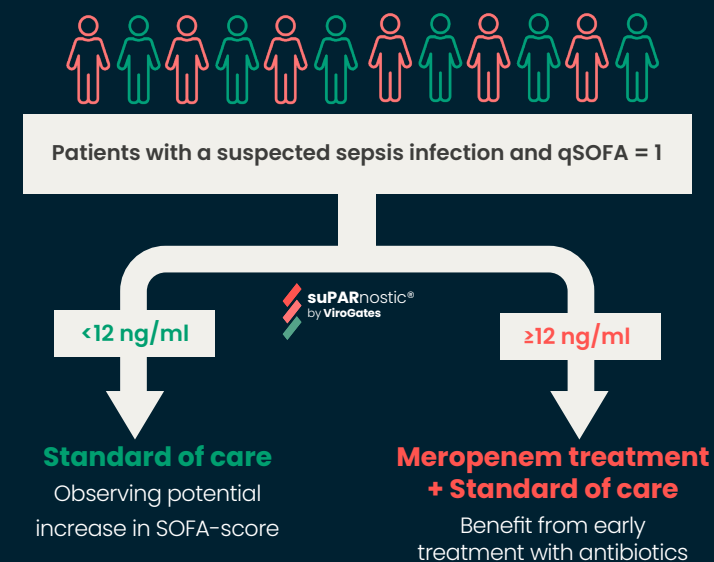 Patients with a suspected sepsis infection and qSOFA = 1
suPARnostic®
by ViroGates
<12 ng/ml
≥12 ng/ml
Standard of care
Observing potential
increase in SOFA-score
Meropenem treatment
+ Standard of care
Benefit from early
treatment with antibiotics